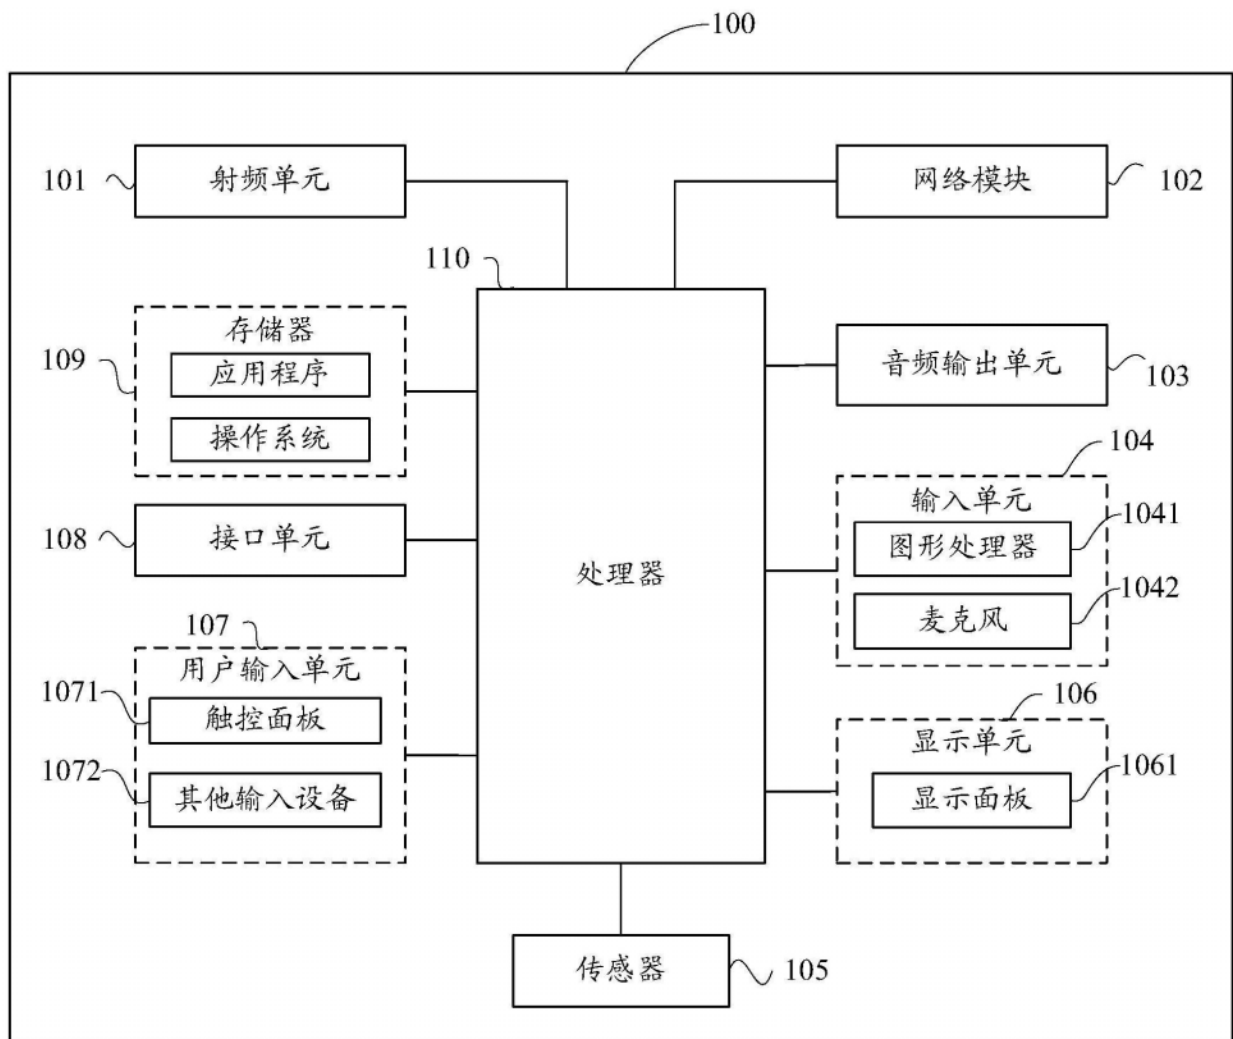 100
101
射频单元
网络模块
102
110
存储器
109
应用程序
操作系统
音频输出单元
103
104
输入单元
1041
图形处理器
1042
麦克风
108
接口单元
处理器
107
用户输入单元
1071
触控面板
1072
其他输入设备
106
显示单元
1061
显示面板
传感器
105